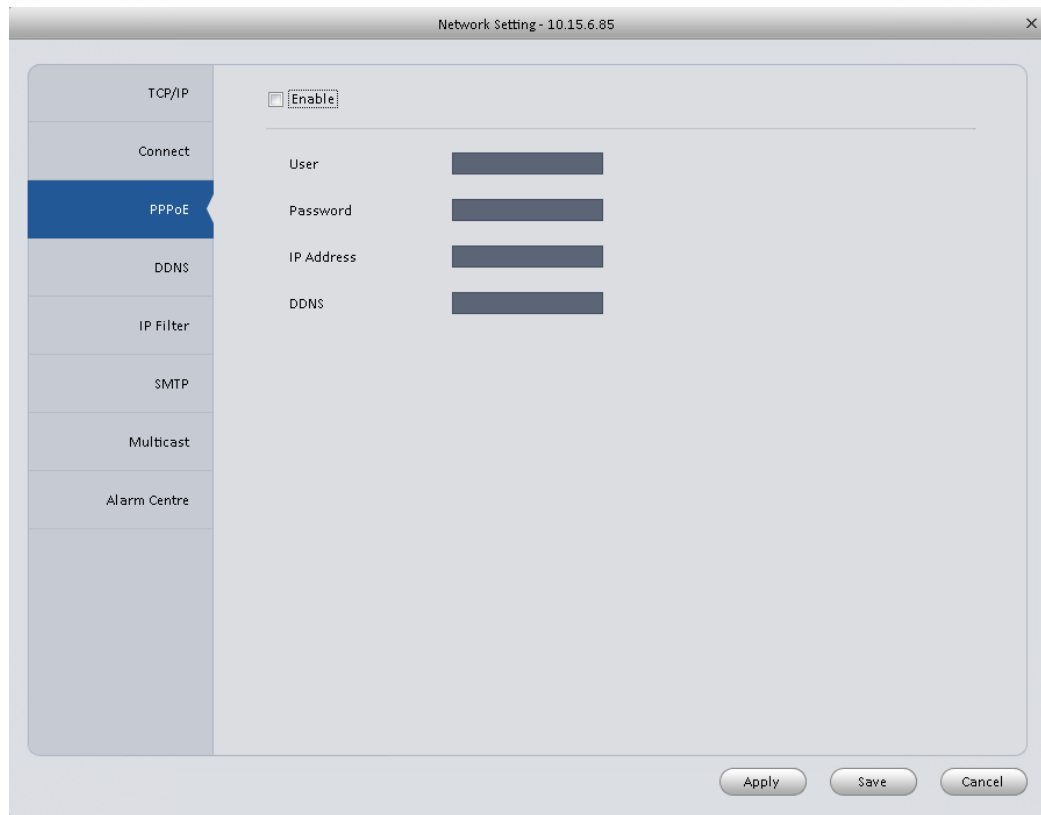 Network Setting - 10.15.6.85
TCP/IP
Connect
PPPoE
DDNS
IP Filter
SMTP
Multicast
Alarm Centre
Enable
User
Password
IP Address
DDNS
Apply
Save
Cancel